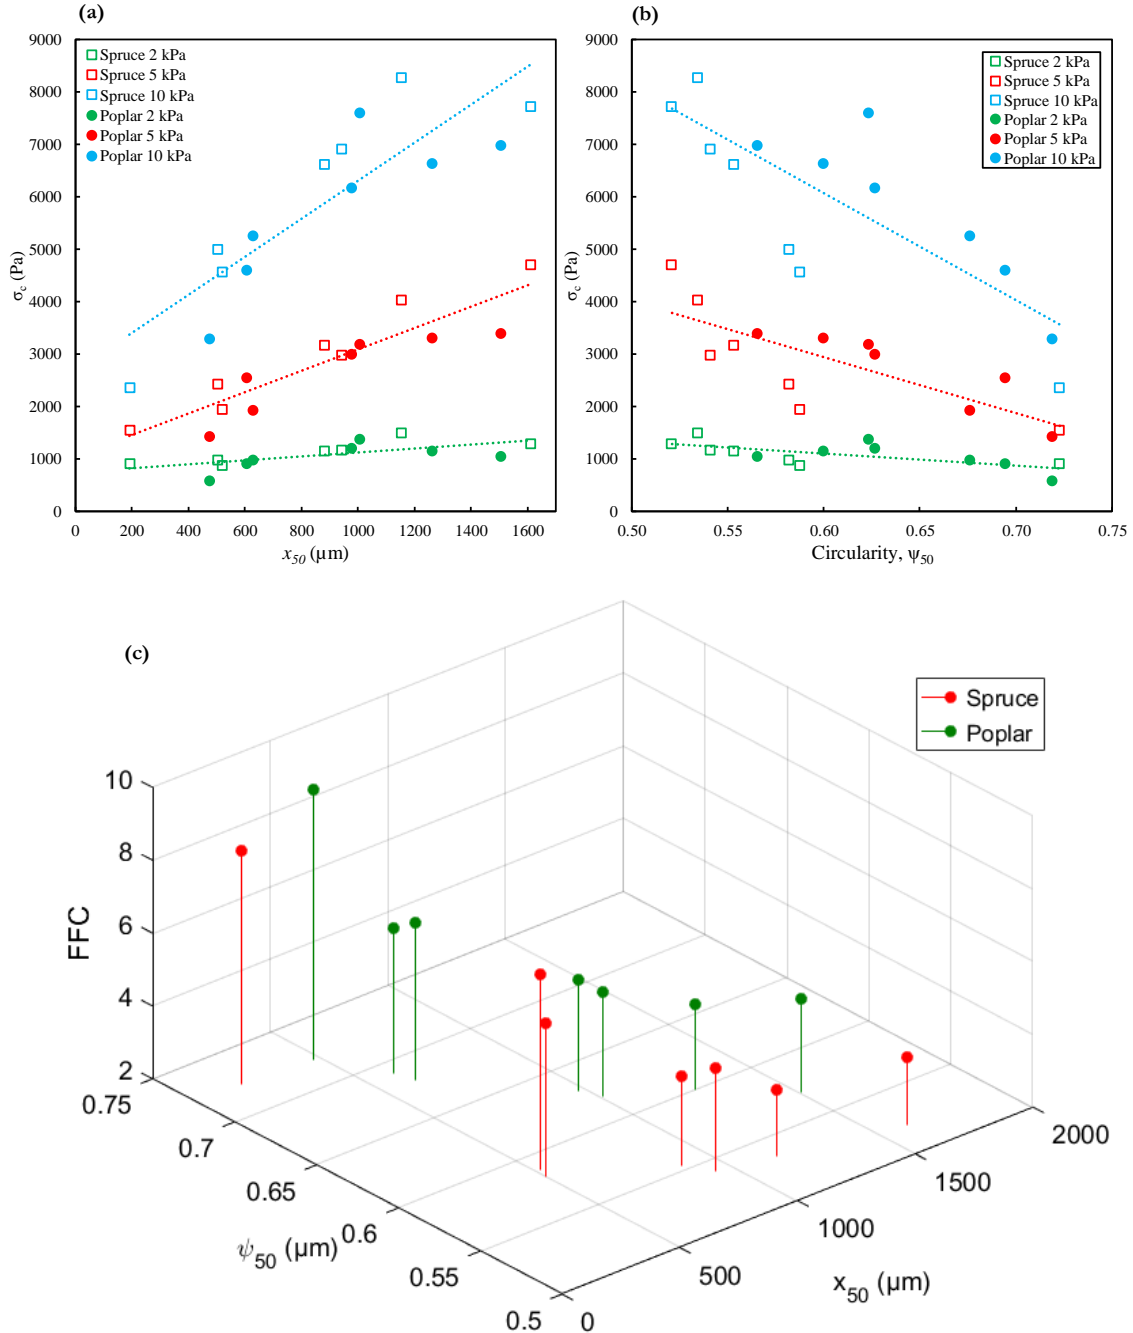 (a)
9000
8000
7000
6000
5000
4000
3000
2000
1000
0
σc (Pa)
Spruce 2 kPa
Spruce 5 kPa
Spruce 10 kPa
Poplar 2 kPa
Poplar 5 kPa
Poplar 10 kPa
0 200 400 600 800 1000 1200 1400 1600
x50 (µm)
(b)
9000
8000
7000
6000
5000
4000
3000
2000
1000
0
σc (Pa)
Spruce 2 kPa
Spruce 5 kPa
Spruce 10 kPa
Poplar 2 kPa
Poplar 5 kPa
Poplar 10 kPa
0.50 0.55 0.60 0.65 0.70 0.75
Circularity, ψ50
(c)
Spruce
Poplar
10
8
6
4
2
FFC
0.75
0.7
0.65
0.6
0.55
0.5
ψ50 (µm)
0
500
1000
1500
2000
x50 (µm)